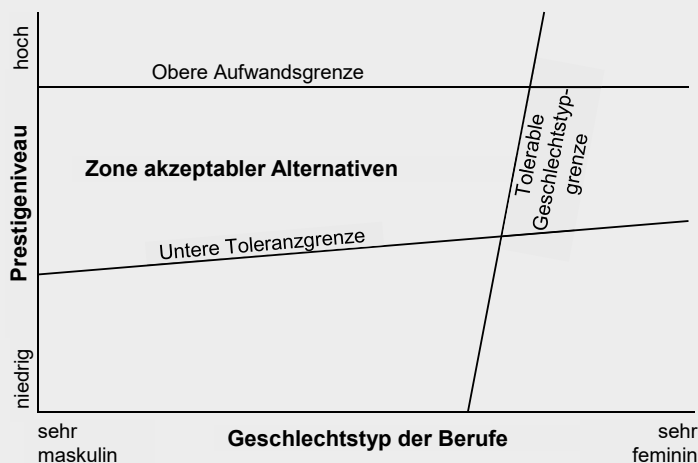 hoch
Obere Aufwandsgrenze
Tolerable
Geschlechtstyp-
grenze
Zone akzeptabler Alternativen
Prestigeniveau
Untere Toleranzgrenze
niedrig
sehr
maskulin
Geschlechtstyp der Berufe
sehr
feminin